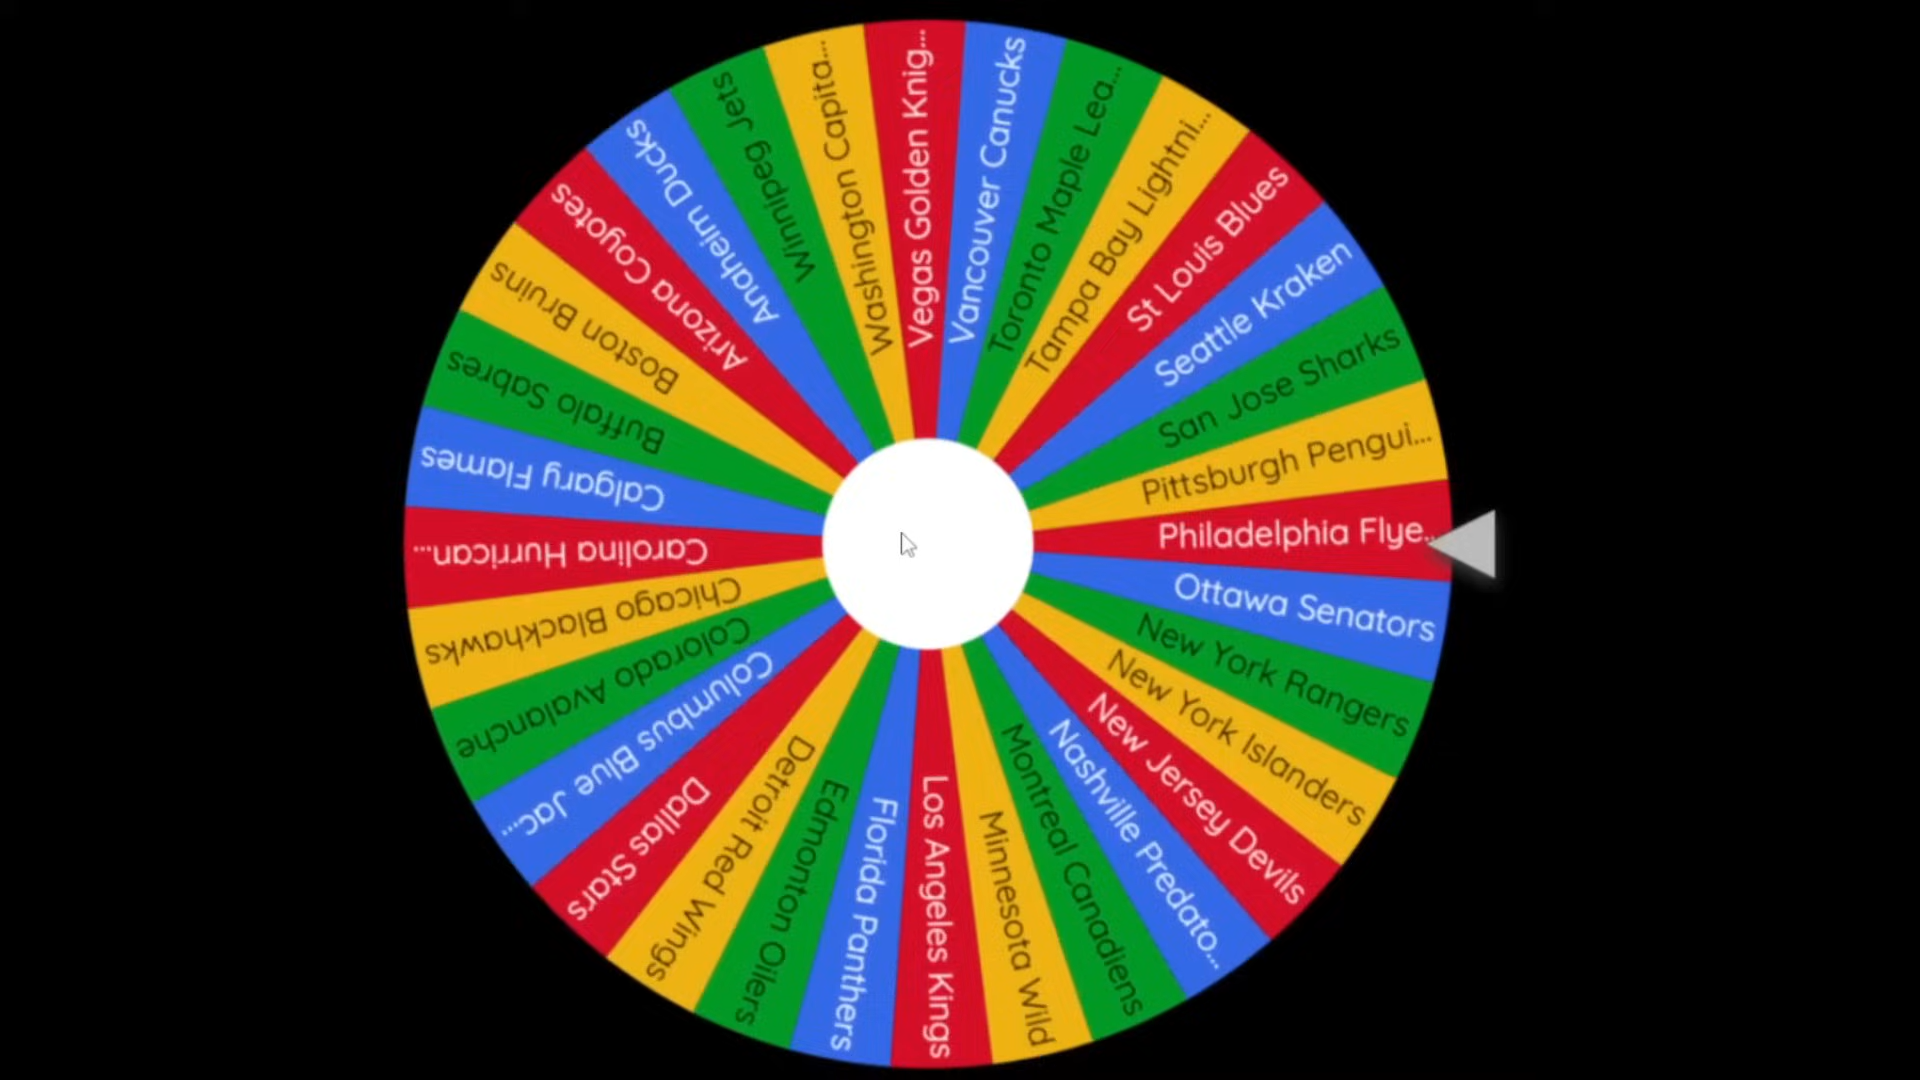 Vegas Golden Knig...
Vancouver Canucks
Toronto Maple Lea...
Tampa Bay Lightni...
St Louis Blues
Seattle Kraken
San Jose Sharks
Pittsburgh Pengui...
Philadelphia Flye..
Ottawa Senators
New York Rangers
New York Islanders
New Jersey Devils
Nashville Predato...
Montreal Canadiens
Minnesota Wild
Los Angeles Kings
Florida Panthers
Edmonton Oilers
Detroit Red Wings
Dallas Stars
Columbus Blue Jac...
Colorado Avalanche
Chicago Blackhawks
Carolina Hurrican...
Calgary Flames
Buffalo Sabres
Boston Bruins
Arizona Coyotes
Anaheim Ducks
Winnipeg Jets
Washington Capita...